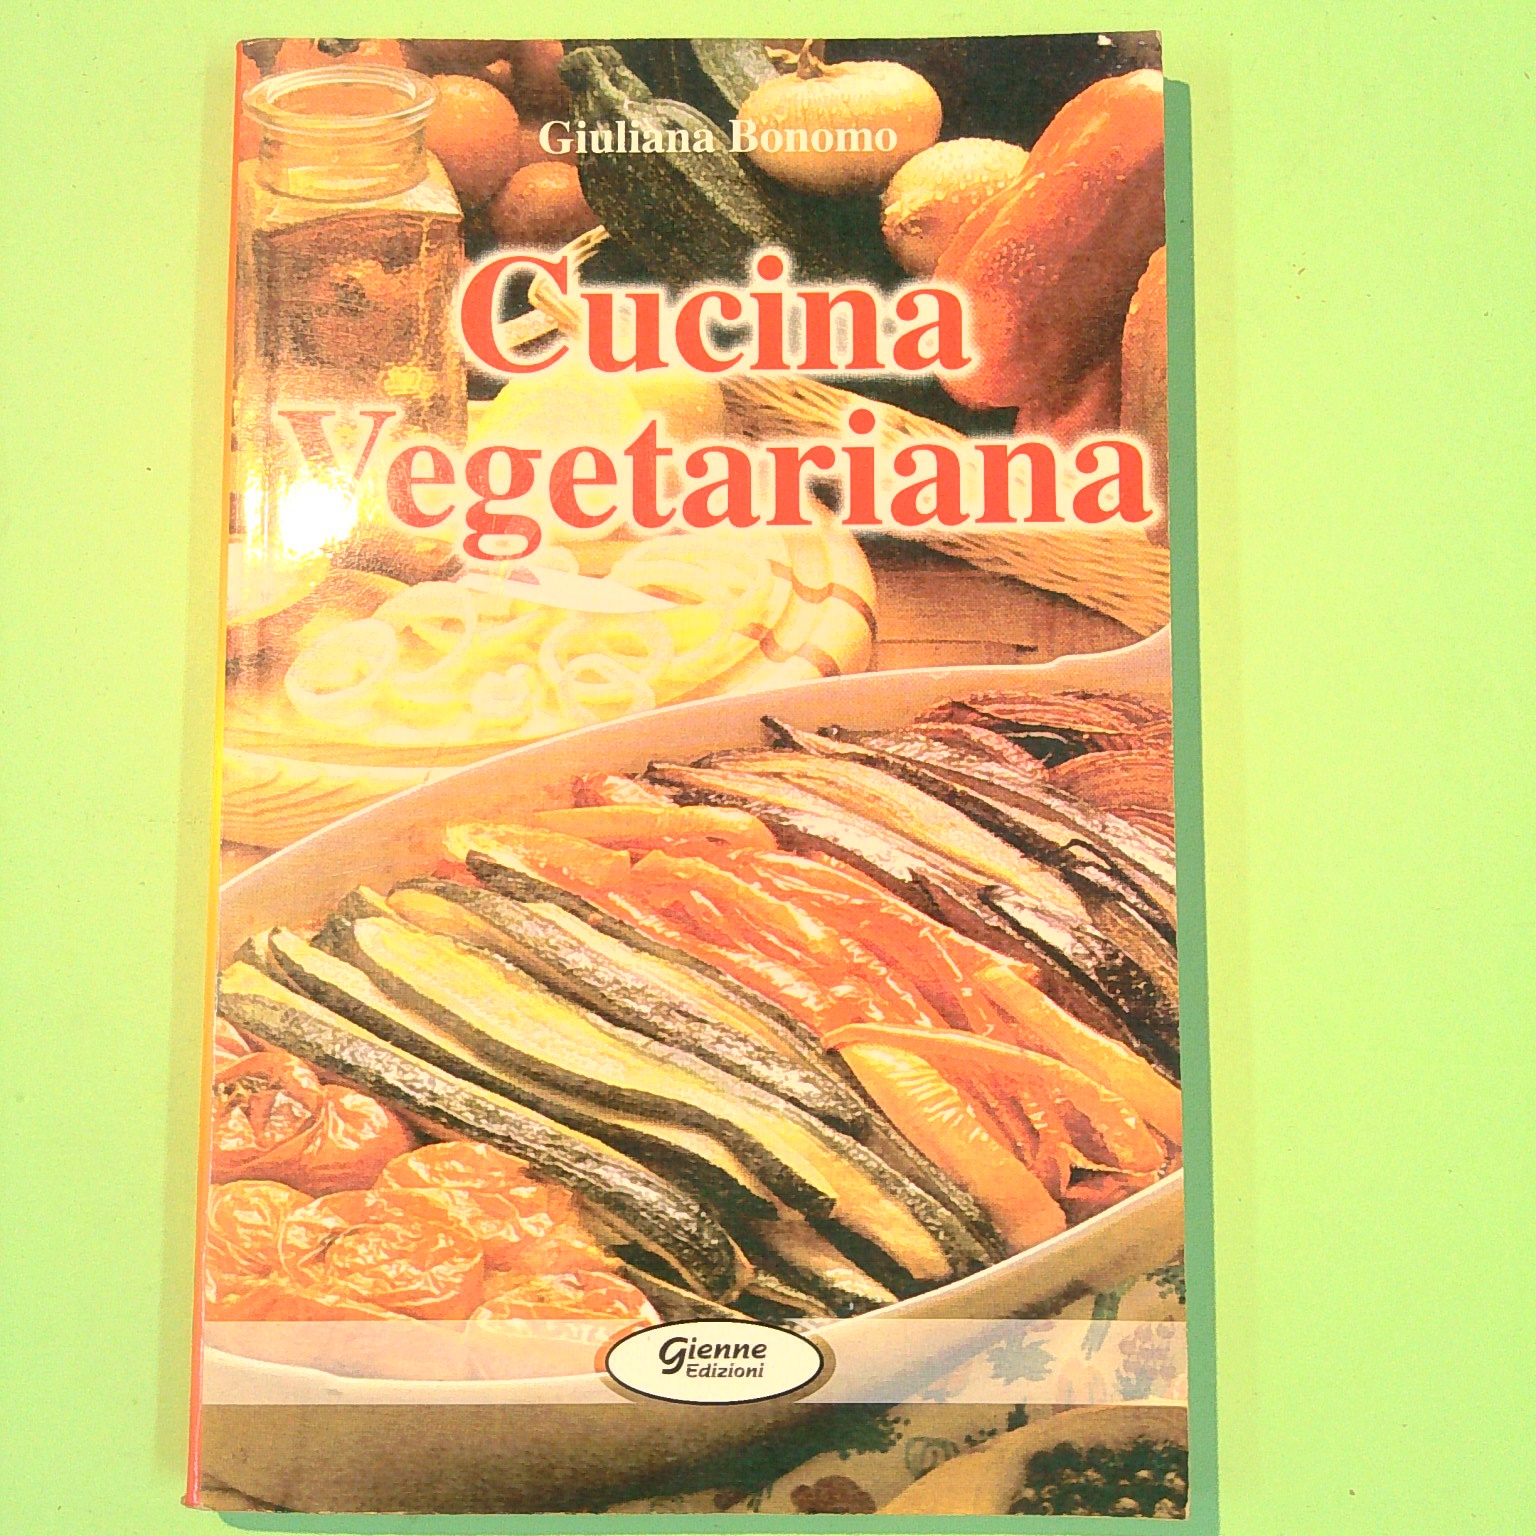 Giuliana Bonomo
Cucina
Vegetariana
Gienne
Edizioni